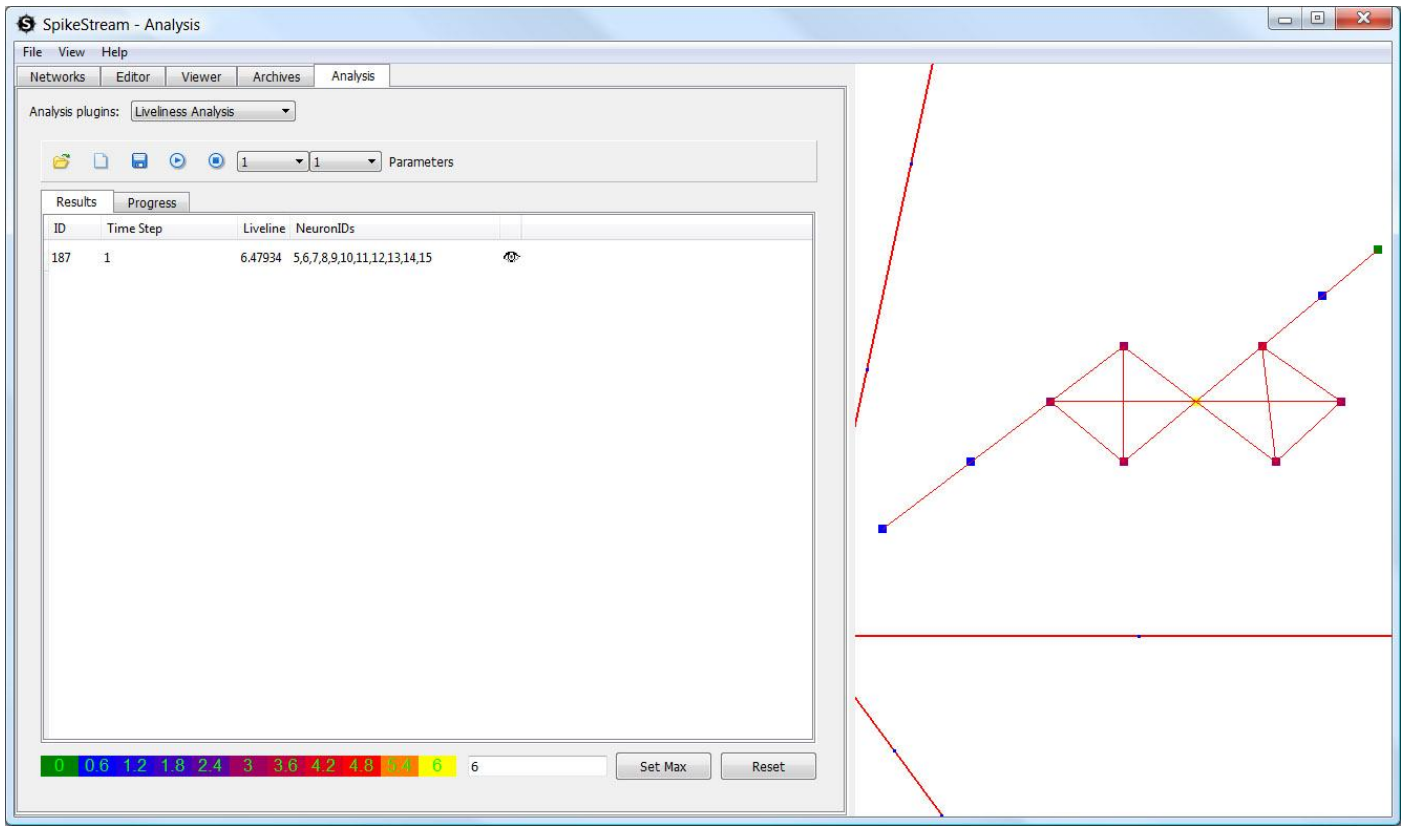 SpikeStream - Analysis
File View Help
Networks Editor Viewer Archives Analysis
Analysis plugins: Liveliness Analysis
1 1 Parameters
Results Progress
ID Time Step Liveline NeuronIDs
187 1 6.47934 5,6,7,8,9,10,11,12,13,14,15
0 0.6 1.2 1.8 2.4 3 3.6 4.2 4.8 5.4 6 6 Set Max Reset